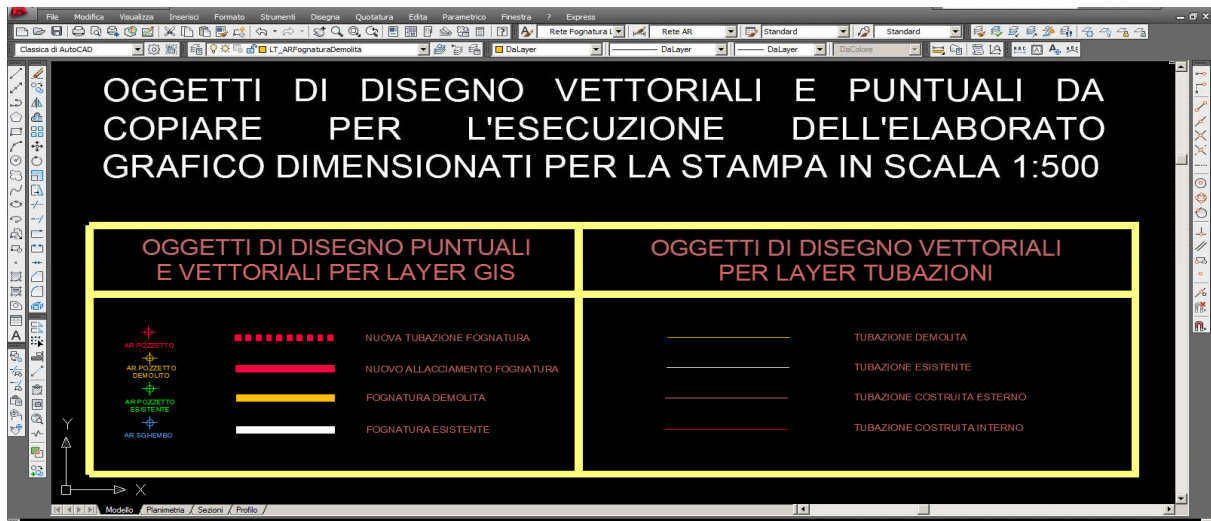 File Modifica Visualizza Inserisci Formato Strumenti Disegna Quotatura Edita Parametrico Finestra ? Express
Rete Fognatura L Rete AR Standard Standard
Classica di AutoCAD LT_ARFognaturaDemolita DaLayer DaLayer DaLayer DaColore
OGGETTI DI DISEGNO VETTORIALI E PUNTUALI DA
COPIARE PER L'ESECUZIONE DELL'ELABORATO
GRAFICO DIMENSIONATI PER LA STAMPA IN SCALA 1:500
OGGETTI DI DISEGNO PUNTUALI
E VETTORIALI PER LAYER GIS
OGGETTI DI DISEGNO VETTORIALI
PER LAYER TUBAZIONI
AR POZZETTO
AR POZZETTO
DEMOLITO
AR POZZETTO
ESISTENTE
AR SGHEMBO
NUOVA TUBAZIONE FOGNATURA
NUOVO ALLACCIAMENTO FOGNATURA
FOGNATURA DEMOLITA
FOGNATURA ESISTENTE
TUBAZIONE DEMOLITA
TUBAZIONE ESISTENTE
TUBAZIONE COSTRUITA ESTERNO
TUBAZIONE COSTRUITA INTERNO
Y
X
Modello Planimetria Sezioni Profilo